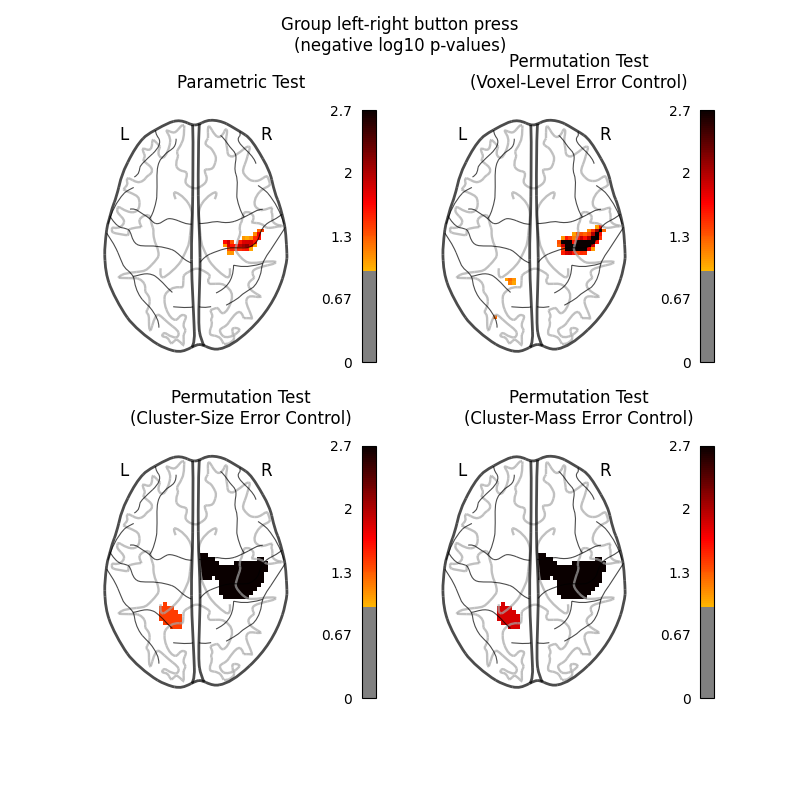 Group left-right button press
(negative log10 p-values)
Parametric Test
L
R
2.7
2
1.3
0.67
0
Permutation Test
(Voxel-Level Error Control)
L
R
2.7
2
1.3
0.67
0
Permutation Test
(Cluster-Size Error Control)
L
R
2.7
2
1.3
0.67
0
Permutation Test
(Cluster-Mass Error Control)
L
R
2.7
2
1.3
0.67
0